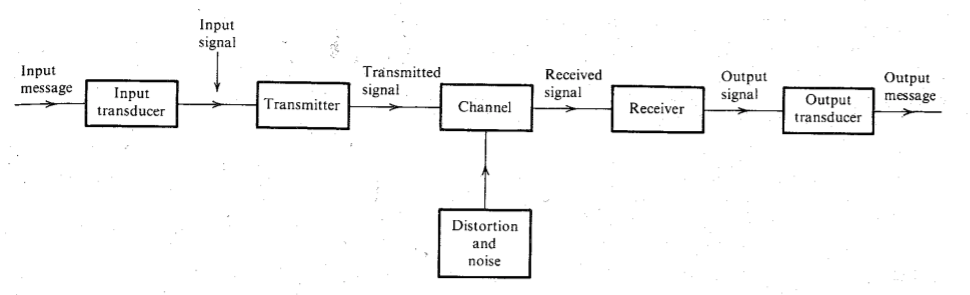 Input
signal
Input
message
Input
transducer
Transmitter
Transmitted
signal
Channel
Received
signal
Receiver
Output
signal
Output
transducer
Output
message
Distortion
and
noise